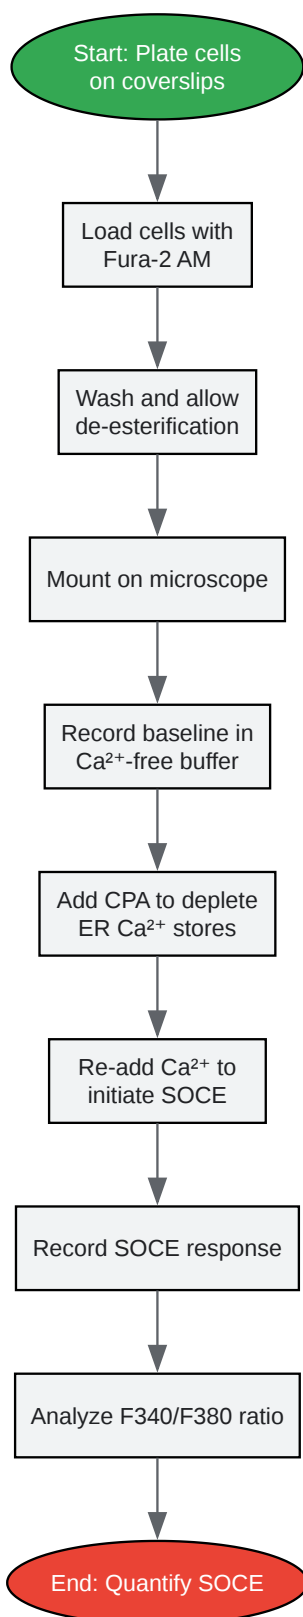 Start: Plate cells
on coverslips
Load cells with
Fura-2 AM
Wash and allow
de-esterification
Mount on microscope
Record baseline in
Ca²⁺-free buffer
Add CPA to deplete
ER Ca²⁺ stores
Re-add Ca²⁺ to
initiate SOCE
Record SOCE response
Analyze F340/F380 ratio
End: Quantify SOCE